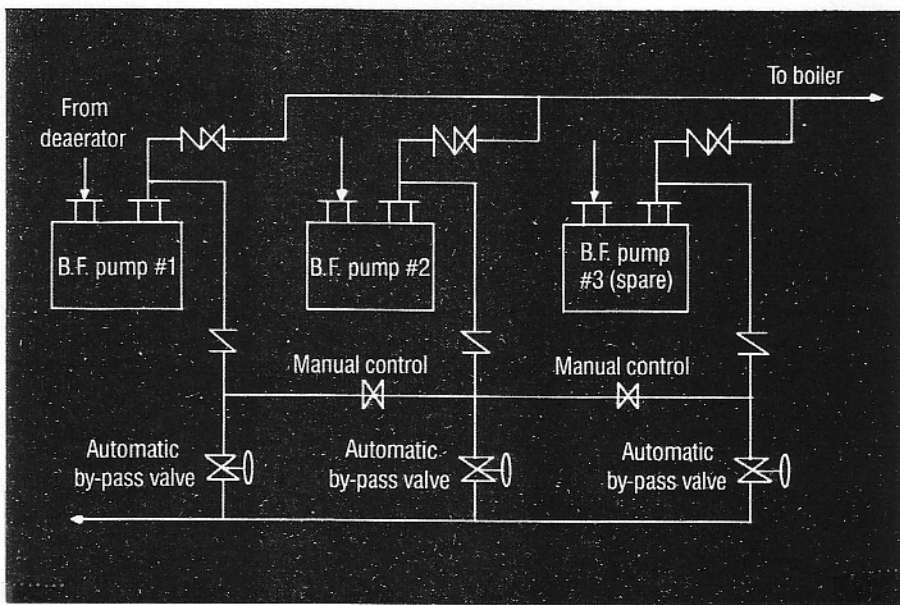 To boiler
From
deaerator
B.F. pump #1
B.F. pump #2
B.F. pump
#3 (spare)
Manual control
Manual control
Automatic
by-pass valve
Automatic
by-pass valve
Automatic
by-pass valve